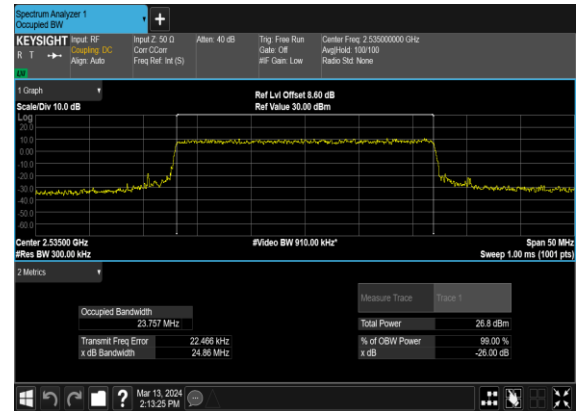 Spectrum Analyzer 1
Occupied BW
+
KEYSIGHT
R T
Input: RF
Coupling: DC
Align: Auto
Input Z: 50 Ω
Corr CCorr
Freq Ref: Int (S)
Atten: 40 dB
Trig: Free Run
Gate: Off
#IF Gain: Low
Center Freq: 2.535000000 GHz
Avg|Hold: 100/100
Radio Std: None
1 Graph
Scale/Div 10.0 dB
Ref Lvl Offset 8.60 dB
Ref Value 30.00 dBm
Log
20.0
10.0
0.00
-10.0
-20.0
-30.0
-40.0
-50.0
-60.0
Center 2.53500 GHz
#Res BW 300.00 kHz
#Video BW 910.00 kHz*
Span 50 MHz
Sweep 1.00 ms (1001 pts)
2 Metrics
Measure Trace
Trace 1
Occupied Bandwidth
23.757 MHz
Total Power 26.8 dBm
Transmit Freq Error 22.466 kHz
% of OBW Power 99.00 %
x dB Bandwidth 24.86 MHz
x dB -26.00 dB
?
Mar 13, 2024
2:13:25 PM